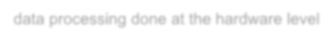 data processing done at the hardware level